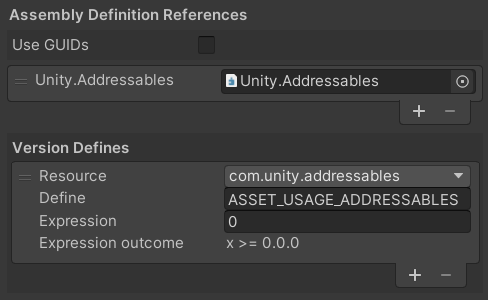 Assembly Definition References
Use GUIDs
Unity.Addressables Unity.Addressables
+ −
Version Defines
Resource com.unity.addressables
Define ASSET_USAGE_ADDRESSABLES
Expression 0
Expression outcome x >= 0.0.0
+ −